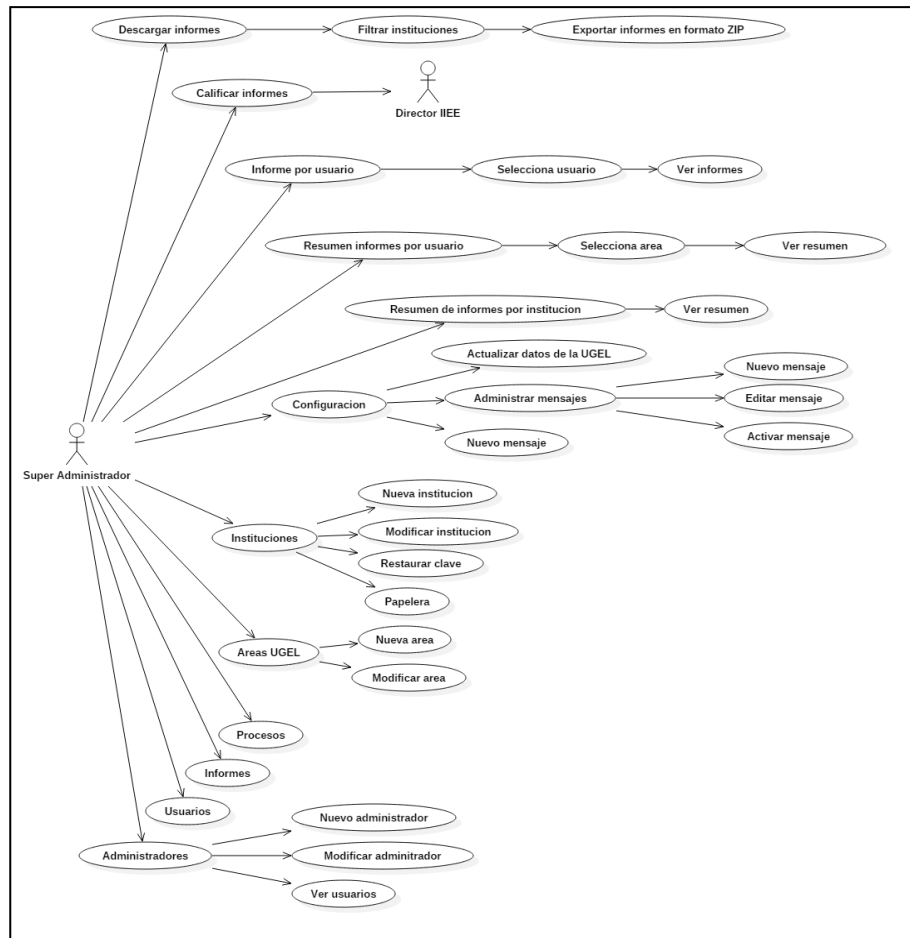 Descargar informes
Filtrar instituciones
Exportar informes en formato ZIP
Calificar informes
Director IIEE
Informe por usuario
Selecciona usuario
Ver informes
Resumen informes por usuario
Selecciona area
Ver resumen
Resumen de informes por institucion
Ver resumen
Actualizar datos de la UGEL
Nuevo mensaje
Configuracion
Administrar mensajes
Editar mensaje
Nuevo mensaje
Activar mensaje
Super Administrador
Nueva institucion
Instituciones
Modificar institucion
Restaurar clave
Papelera
Nueva area
Areas UGEL
Modificar area
Procesos
Informes
Usuarios
Nuevo administrador
Administradores
Modificar adminitrador
Ver usuarios